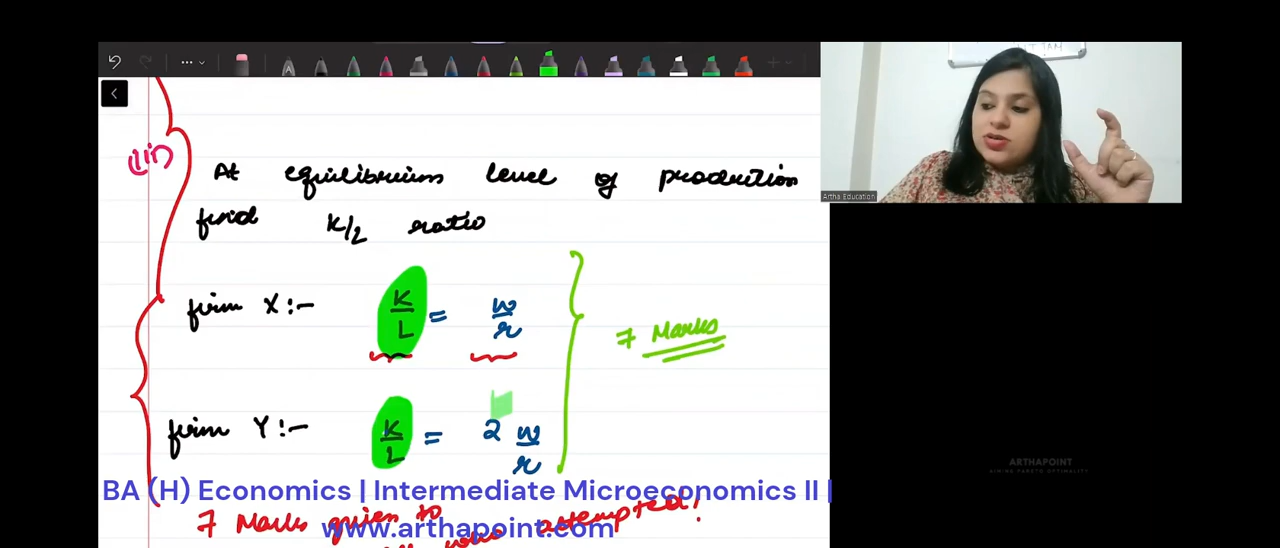 (iii)
At equilibrium level of production
find K/L ratio
firm X:- K/L = w/r
7 Marks
firm Y:- K/L = 2 w/r
BA (H) Economics | Intermediate Microeconomics II |
www.arthapoint.com
7 Marks given to
who attempted!
Artha Education
ARTHAPOINT